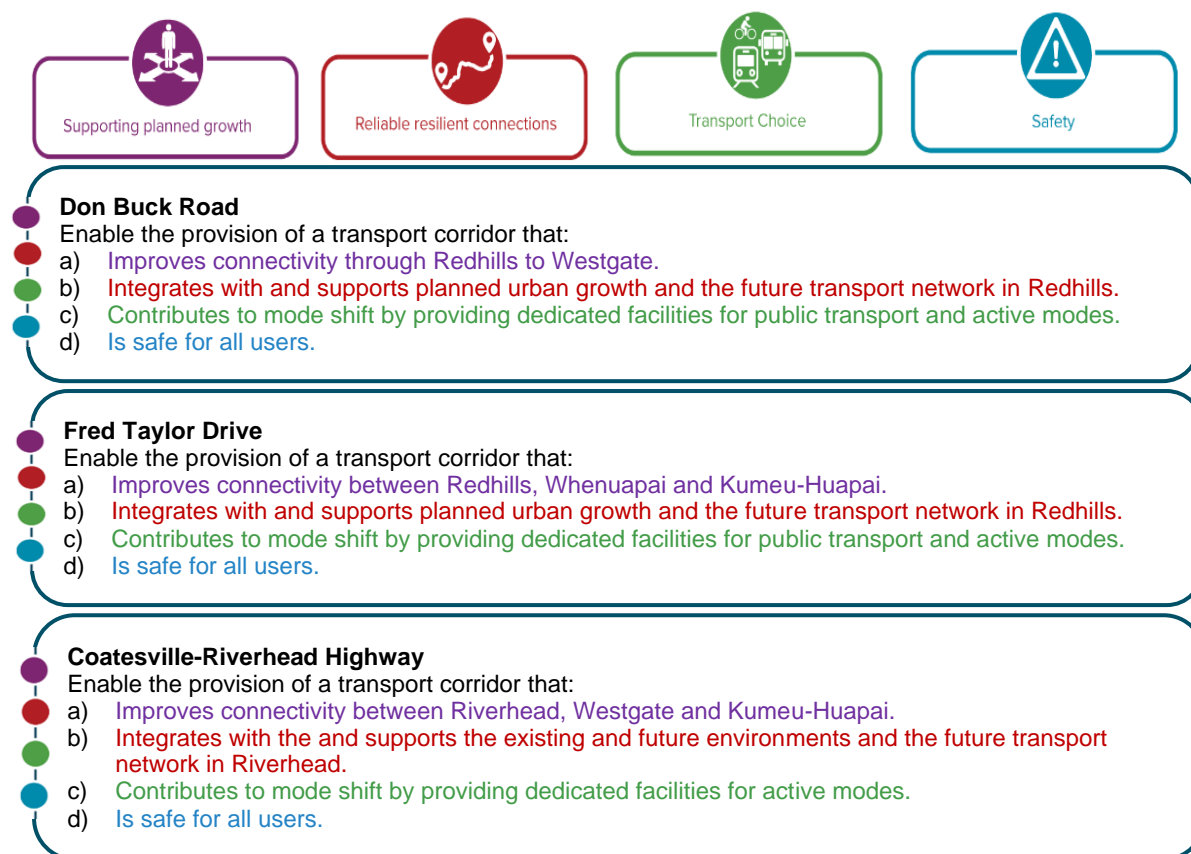 Supporting planned growth
Reliable resilient connections
Transport Choice
Safety
Don Buck Road
Enable the provision of a transport corridor that:
a) Improves connectivity through Redhills to Westgate.
b) Integrates with and supports planned urban growth and the future transport network in Redhills.
c) Contributes to mode shift by providing dedicated facilities for public transport and active modes.
d) Is safe for all users.
Fred Taylor Drive
Enable the provision of a transport corridor that:
a) Improves connectivity between Redhills, Whenuapai and Kumeu-Huapai.
b) Integrates with and supports planned urban growth and the future transport network in Redhills.
c) Contributes to mode shift by providing dedicated facilities for public transport and active modes.
d) Is safe for all users.
Coatesville-Riverhead Highway
Enable the provision of a transport corridor that:
a) Improves connectivity between Riverhead, Westgate and Kumeu-Huapai.
b) Integrates with the and supports the existing and future environments and the future transport
network in Riverhead.
c) Contributes to mode shift by providing dedicated facilities for active modes.
d) Is safe for all users.